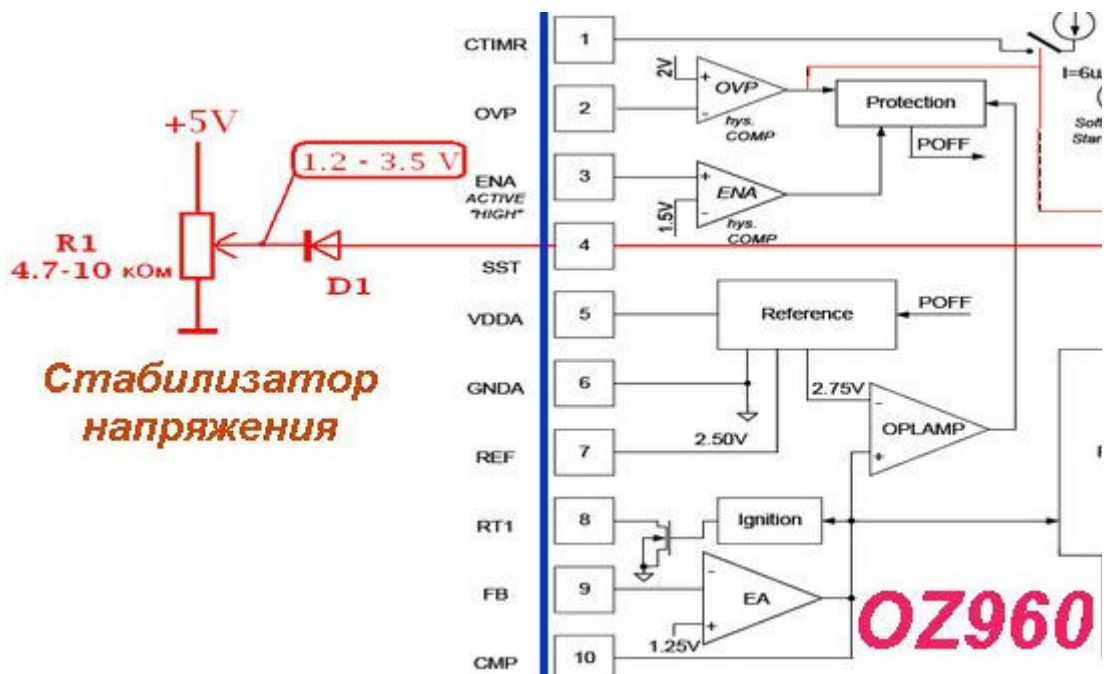 +5V
1.2 - 3.5 V
R1
4.7-10 кОм
D1
Стабилизатор
напряжения
CTIMR
1
OVP
2
ENA
ACTIVE
"HIGH"
3
4
SST
VDDA
5
GNDA
6
REF
7
RT1
8
FB
9
CMP
10
2V
+
OVP
-
hys.
COMP
Protection
POFF
+
ENA
-
1.5V
hys.
COMP
Reference
POFF
2.75V
2.50V
-
OPLAMP
+
Ignition
-
EA
+
1.25V
I=6u
Sof
Star
OZ960